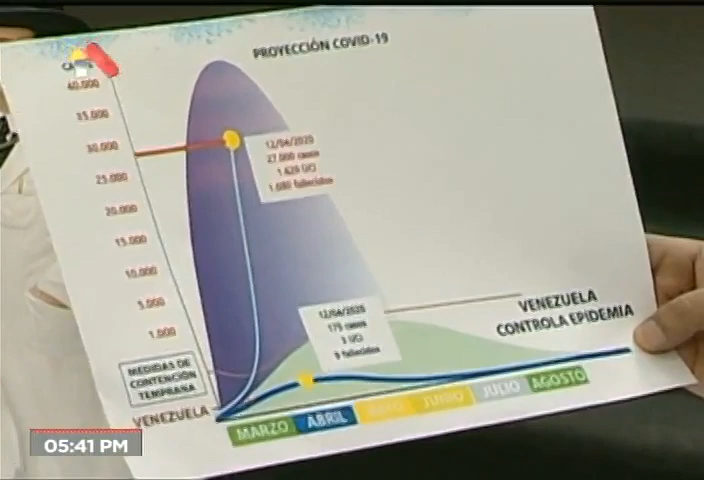 PROYECCIÓN COVID-19
40.000
35.000
30.000
25.000
20.000
15.000
10.000
5.000
1.000
12/04/2020
27.000 casos
1.620 UCI
1.080 fallecidos
12/04/2020
175 casos
3 UCI
9 fallecidos
VENEZUELA
CONTROLA EPIDEMIA
MEDIDAS DE
CONTENCIÓN
TEMPRANA
VENEZUELA
MARZO ABRIL MAYO JUNIO JULIO AGOSTO
05:41 PM